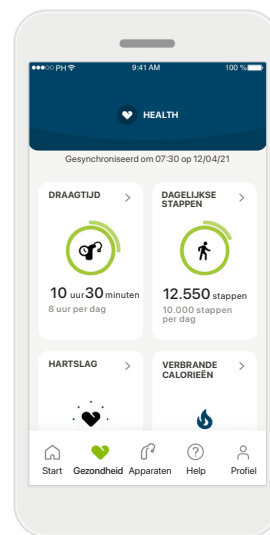 PH 9:41 AM 100 %
HEALTH
Gesynchroniseerd om 07:30 op 12/04/21
DRAAGTIJD
10 uur 30 minuten
8 uur per dag
DAGELIJKSE
STAPPEN
12.550 stappen
10.000 stappen
per dag
HARTSLAG
VERBRANDE
CALORIEËN
Start Gezondheid Apparaten Help Profiel